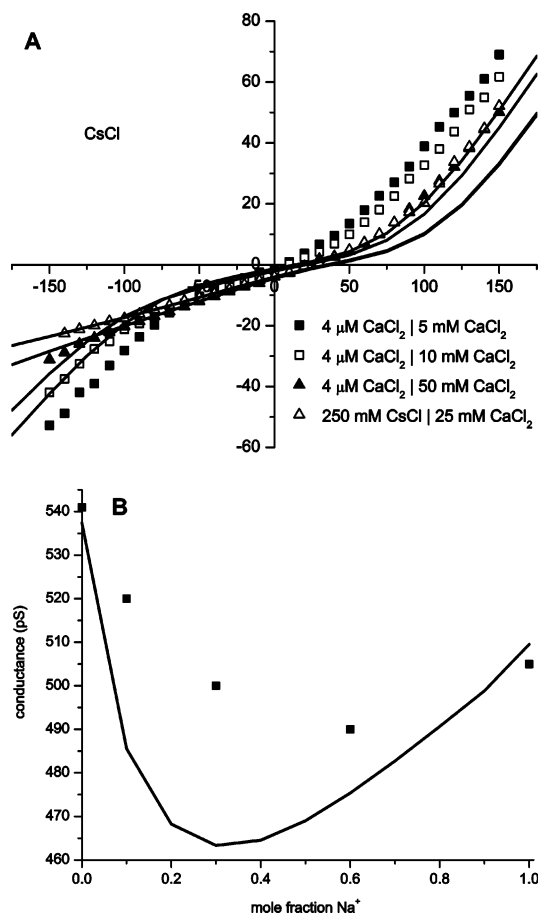 A
80
60
40
20
0
-20
-40
-60
-150
-100
-50
0
50
100
150
CsCl
■ 4 μM CaCl₂ | 5 mM CaCl₂
□ 4 μM CaCl₂ | 10 mM CaCl₂
▲ 4 μM CaCl₂ | 50 mM CaCl₂
△ 250 mM CsCl | 25 mM CaCl₂
B
conductance (pS)
540
530
520
510
500
490
480
470
460
0.0 0.2 0.4 0.6 0.8 1.0
mole fraction Na⁺